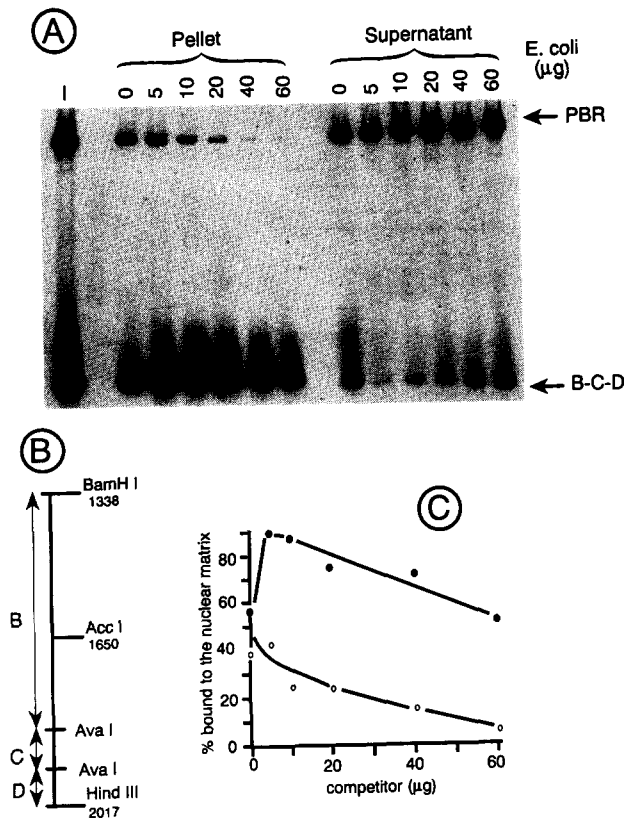 A
Pellet
Supernatant
E. coli
(µg)
–
0 5 10 20 40 60
0 5 10 20 40 60
PBR
B-C-D
B
BamH I
1338
B
Acc I
1650
Ava I
C
Ava I
D
Hind III
2017
C
% bound to the nuclear matrix
80
60
40
20
0
0 20 40 60
competitor (µg)